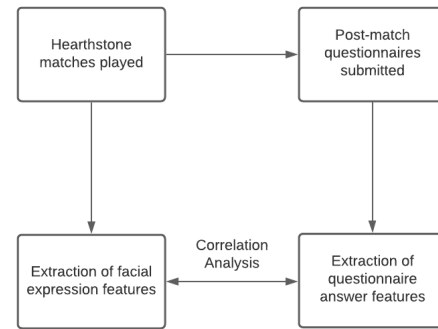 Hearthstone
matches played
Post-match
questionnaires
submitted
Correlation
Analysis
Extraction of facial
expression features
Extraction of
questionnaire
answer features